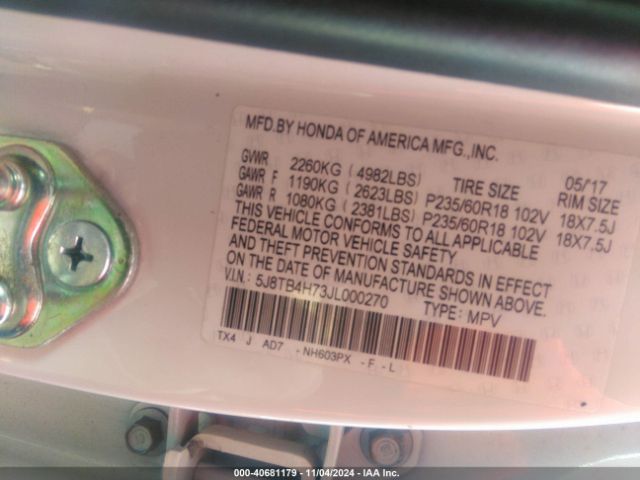 MFD.BY HONDA OF AMERICA MFG.,INC.
GVWR 2260KG (4982LBS) TIRE SIZE 05/'17 RIM SIZE
GAWR F 1190KG (2623LBS) P235/60R18 102V 18X7.5J
GAWR R 1080KG (2381LBS) P235/60R18 102V 18X7.5J
THIS VEHICLE CONFORMS TO ALL APPLICABLE
FEDERAL MOTOR VEHICLE SAFETY
AND THEFT PREVENTION STANDARDS IN EFFECT
ON THE DATE OF MANUFACTURE SHOWN ABOVE.
V.I.N.: 5J8TB4H73JL000270 TYPE: MPV
TX4 J AD7 -NH603PX -F -L
000-40681179 - 11/04/2024 - IAA Inc.